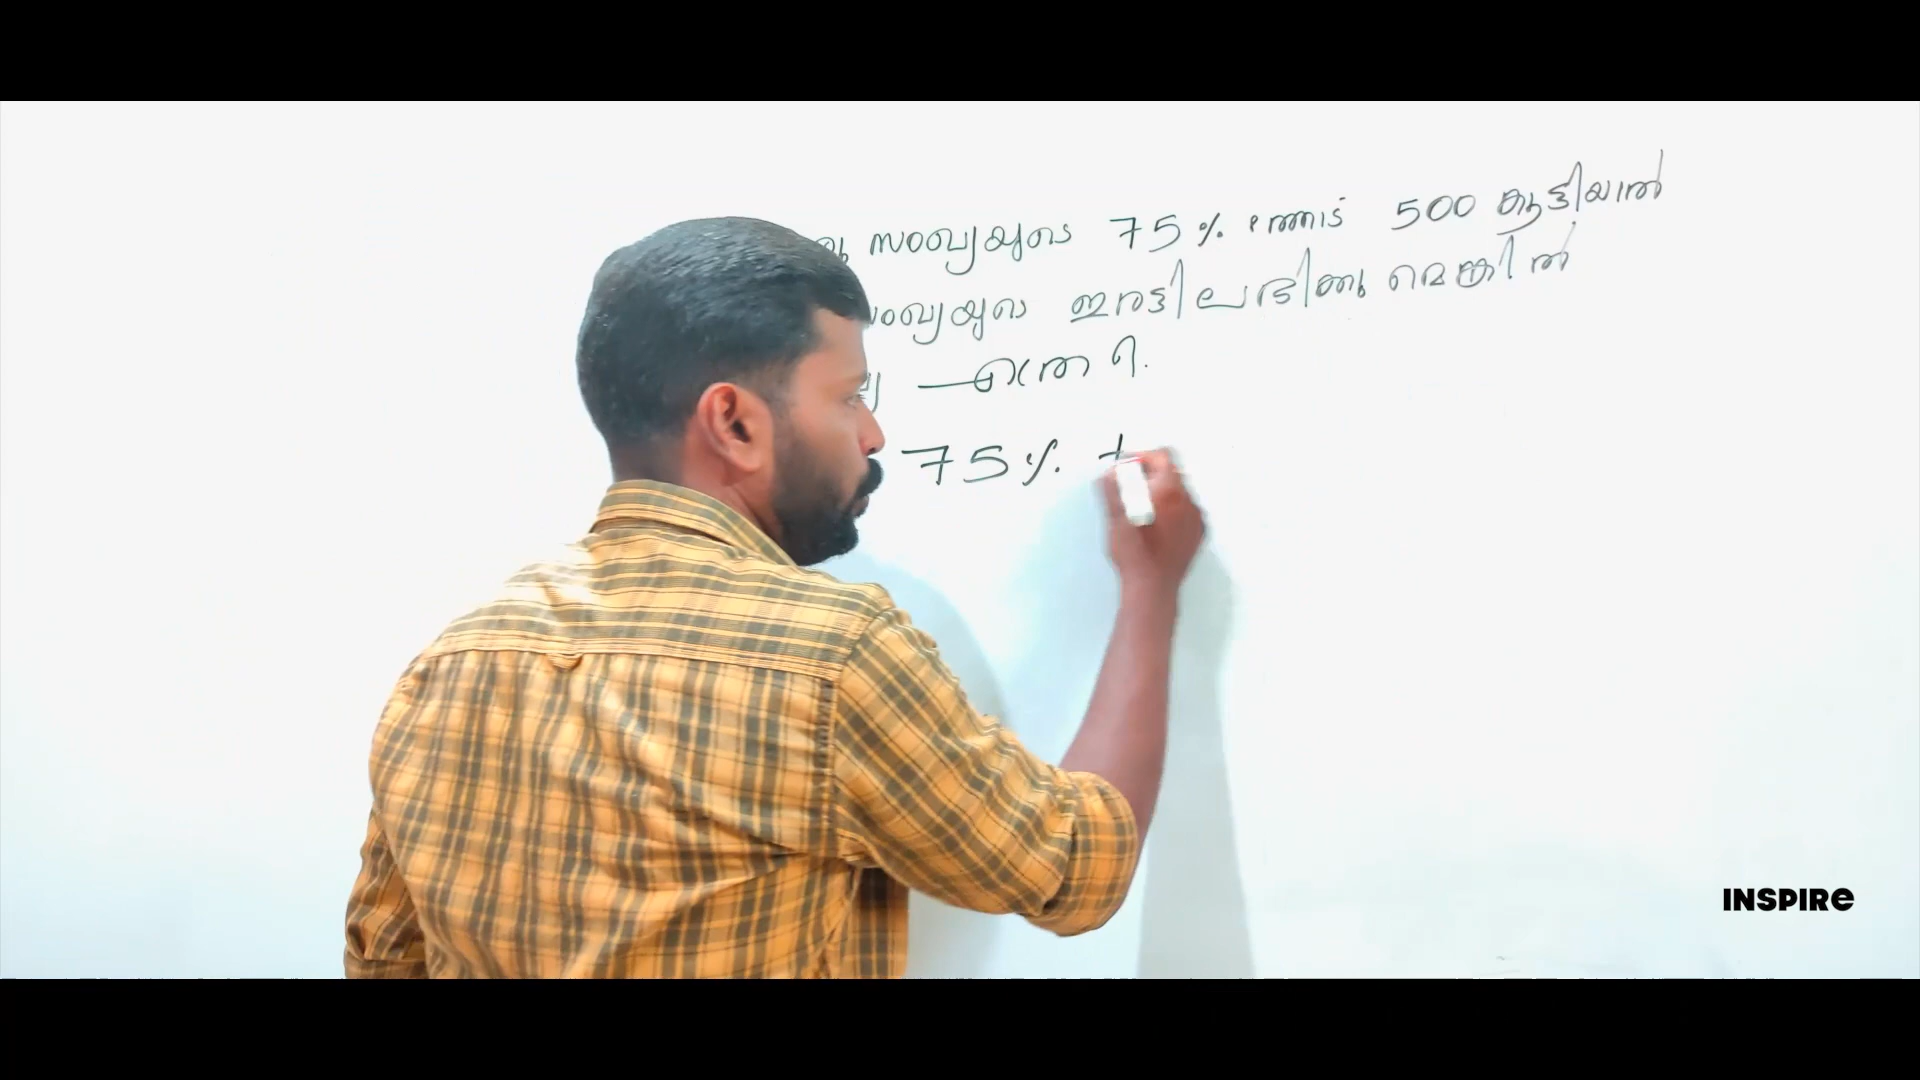 സംഖ്യയുടെ 75% ത്തോട് 500 കൂട്ടിയാൽ
സംഖ്യയുടെ ഇരട്ടി ലഭിക്കുമെങ്കിൽ
എത്ര ?
75% +
INSPIRe